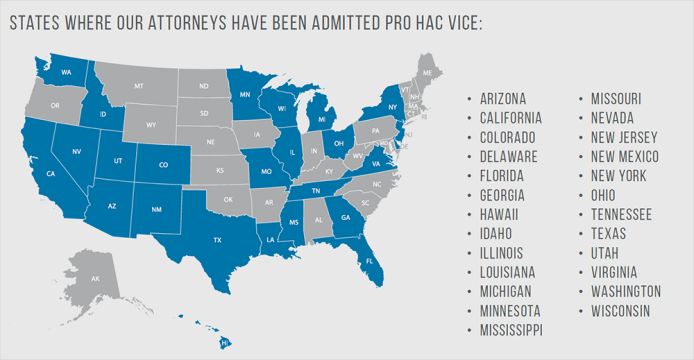 STATES WHERE OUR ATTORNEYS HAVE BEEN ADMITTED PRO HAC VICE:
WA
MT
ND
MN
ME
OR
ID
SD
WI
MI
VT
NH
NY
MA
CT
RI
WY
IA
NE
PA
NJ
NV
UT
CO
IL
IN
OH
MD
DE
CA
KS
MO
WV
VA
KY
AZ
NM
OK
AR
TN
NC
SC
TX
LA
MS
AL
GA
FL
AK
HI
• ARIZONA
• CALIFORNIA
• COLORADO
• DELAWARE
• FLORIDA
• GEORGIA
• HAWAII
• IDAHO
• ILLINOIS
• LOUISIANA
• MICHIGAN
• MINNESOTA
• MISSISSIPPI
• MISSOURI
• NEVADA
• NEW JERSEY
• NEW MEXICO
• NEW YORK
• OHIO
• TENNESSEE
• TEXAS
• UTAH
• VIRGINIA
• WASHINGTON
• WISCONSIN